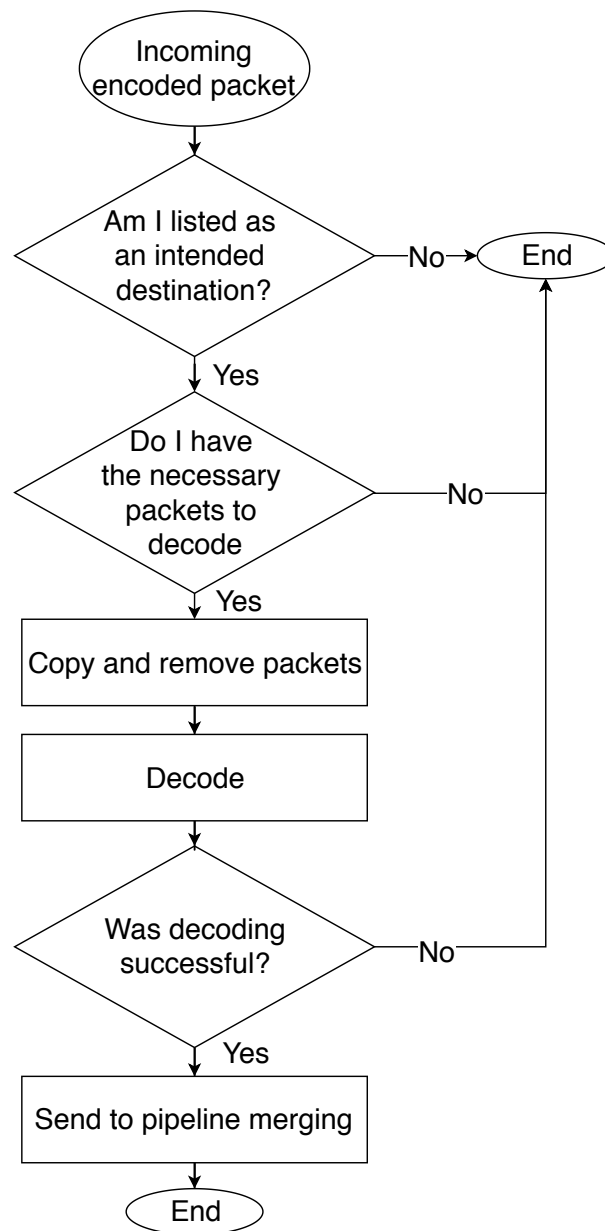 Incoming
encoded packet
Am I listed as
an intended
destination?
No
End
Yes
Do I have
the necessary
packets to
decode
No
Yes
Copy and remove packets
Decode
Was decoding
successful?
No
Yes
Send to pipeline merging
End